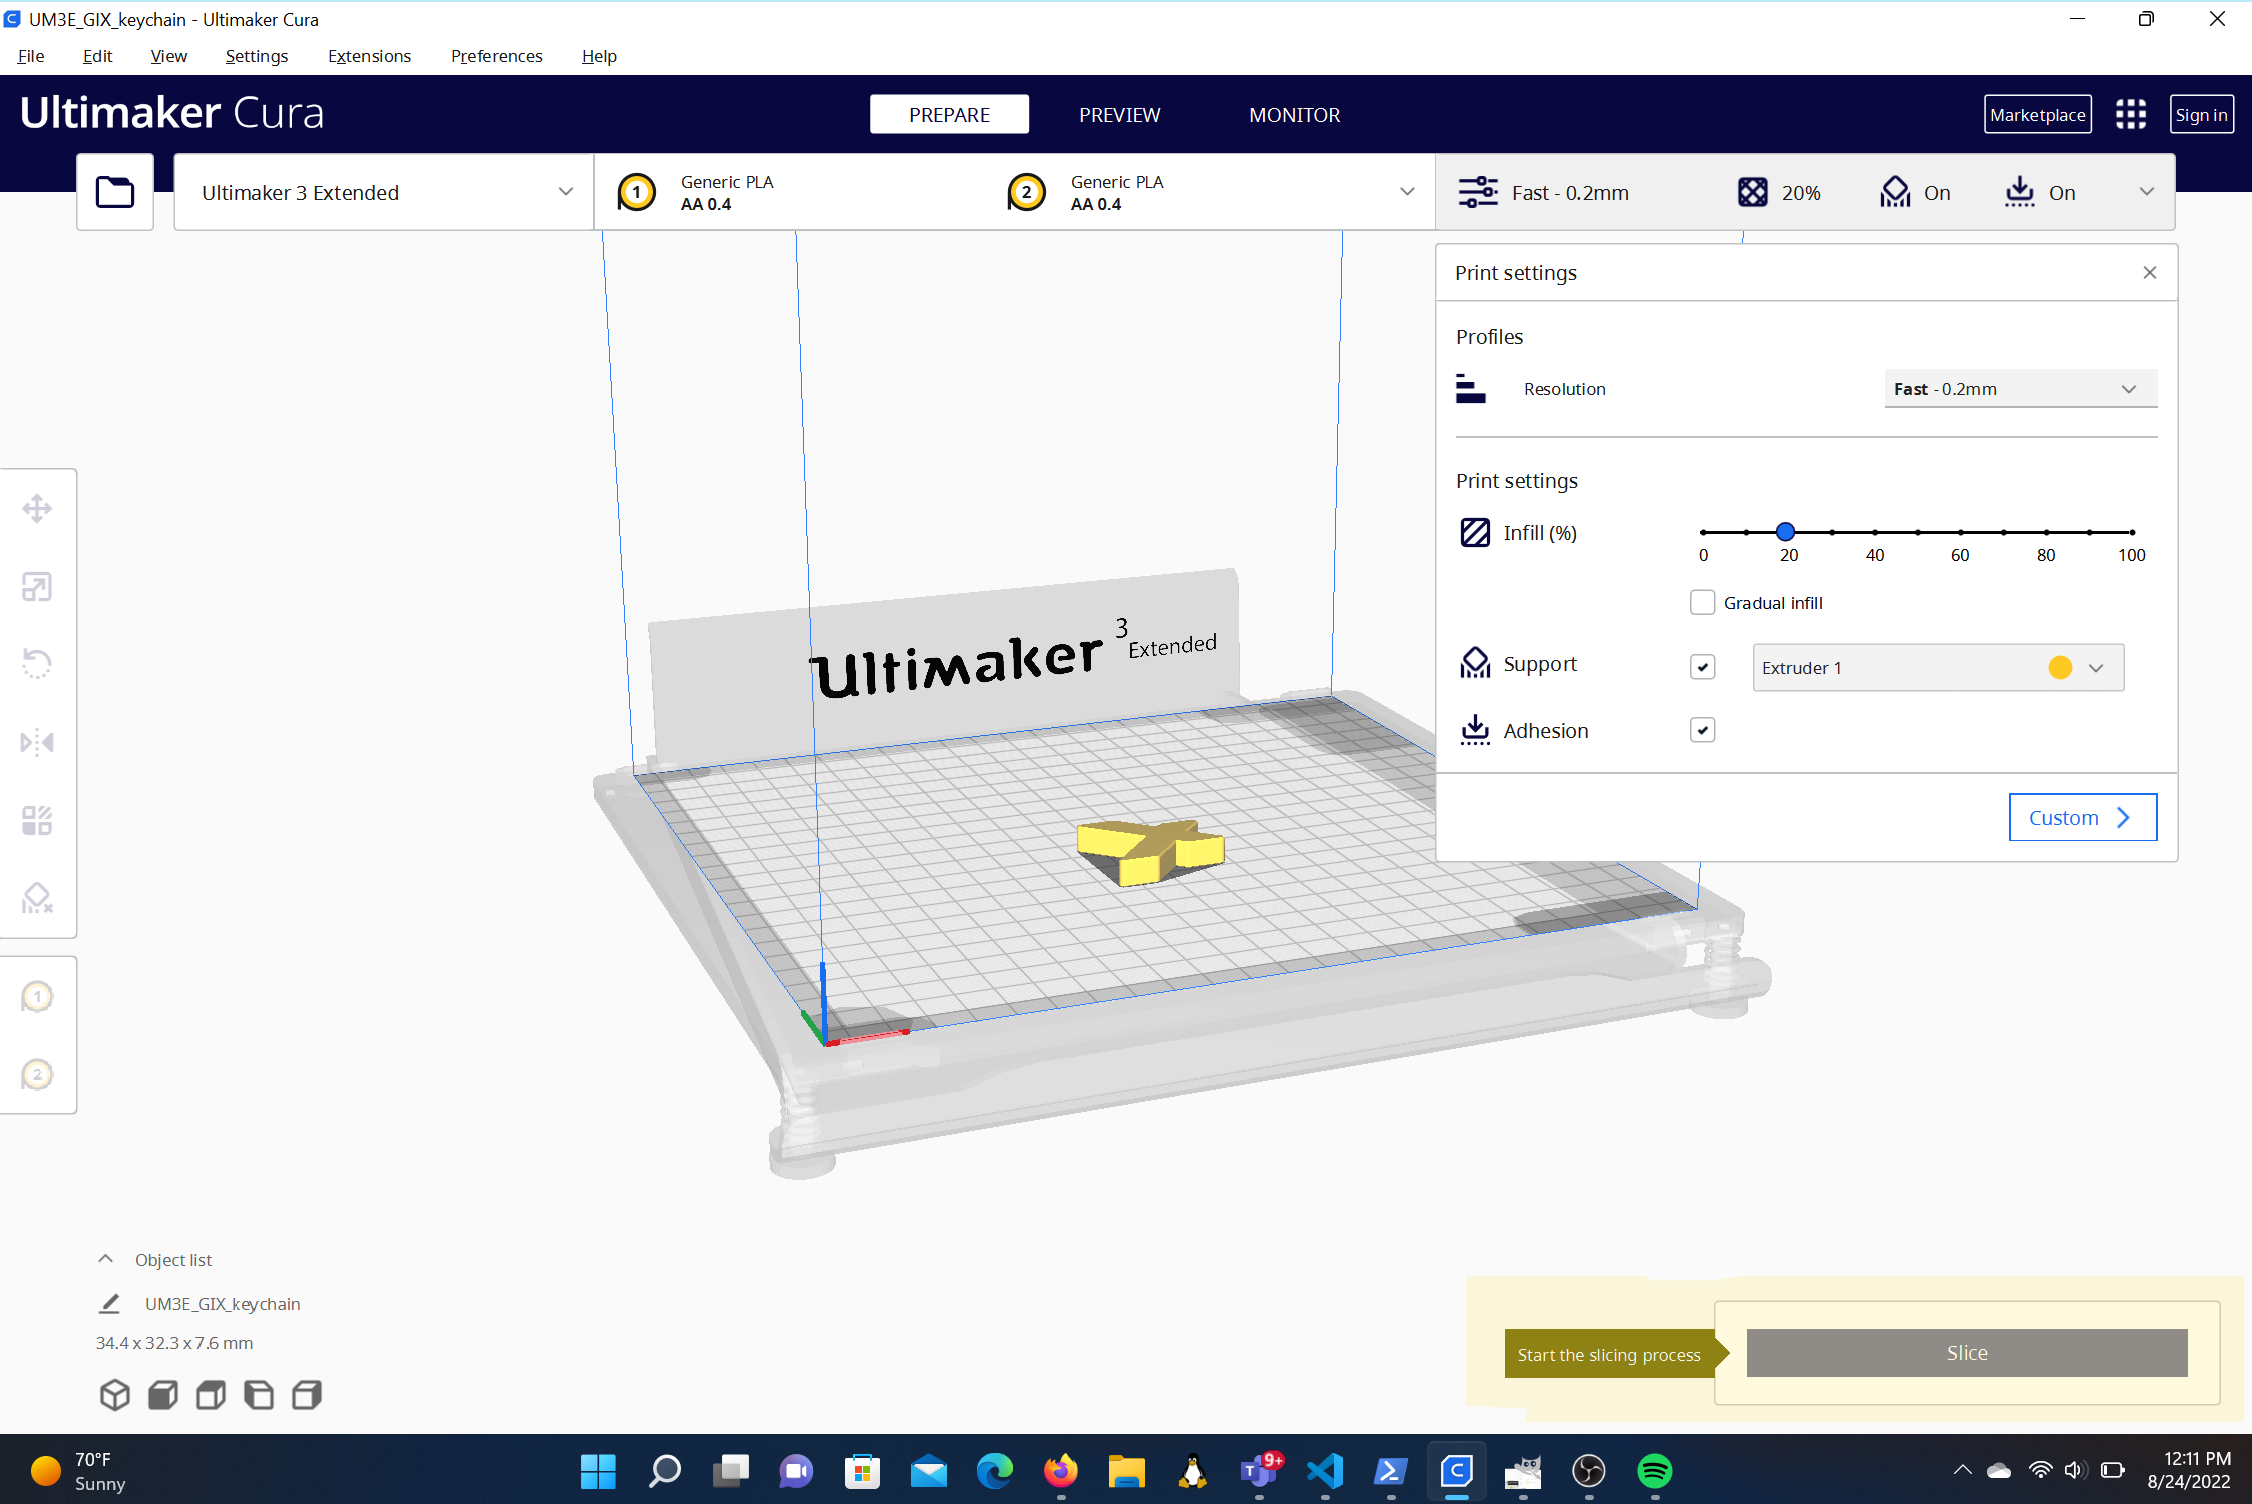 UM3E_GIX_keychain - Ultimaker Cura
File Edit View Settings Extensions Preferences Help
Ultimaker Cura
PREPARE PREVIEW MONITOR
Marketplace
Sign in
Ultimaker 3 Extended
1 Generic PLA
AA 0.4
2 Generic PLA
AA 0.4
Fast - 0.2mm 20% On On
Print settings
Profiles
Resolution Fast - 0.2mm
Print settings
Infill (%)
0 20 40 60 80 100
Gradual infill
Support Extruder 1
Adhesion
Custom
Ultimaker 3 Extended
1
2
Object list
UM3E_GIX_keychain
34.4 x 32.3 x 7.6 mm
Start the slicing process
Slice
70°F
Sunny
9+
12:11 PM
8/24/2022